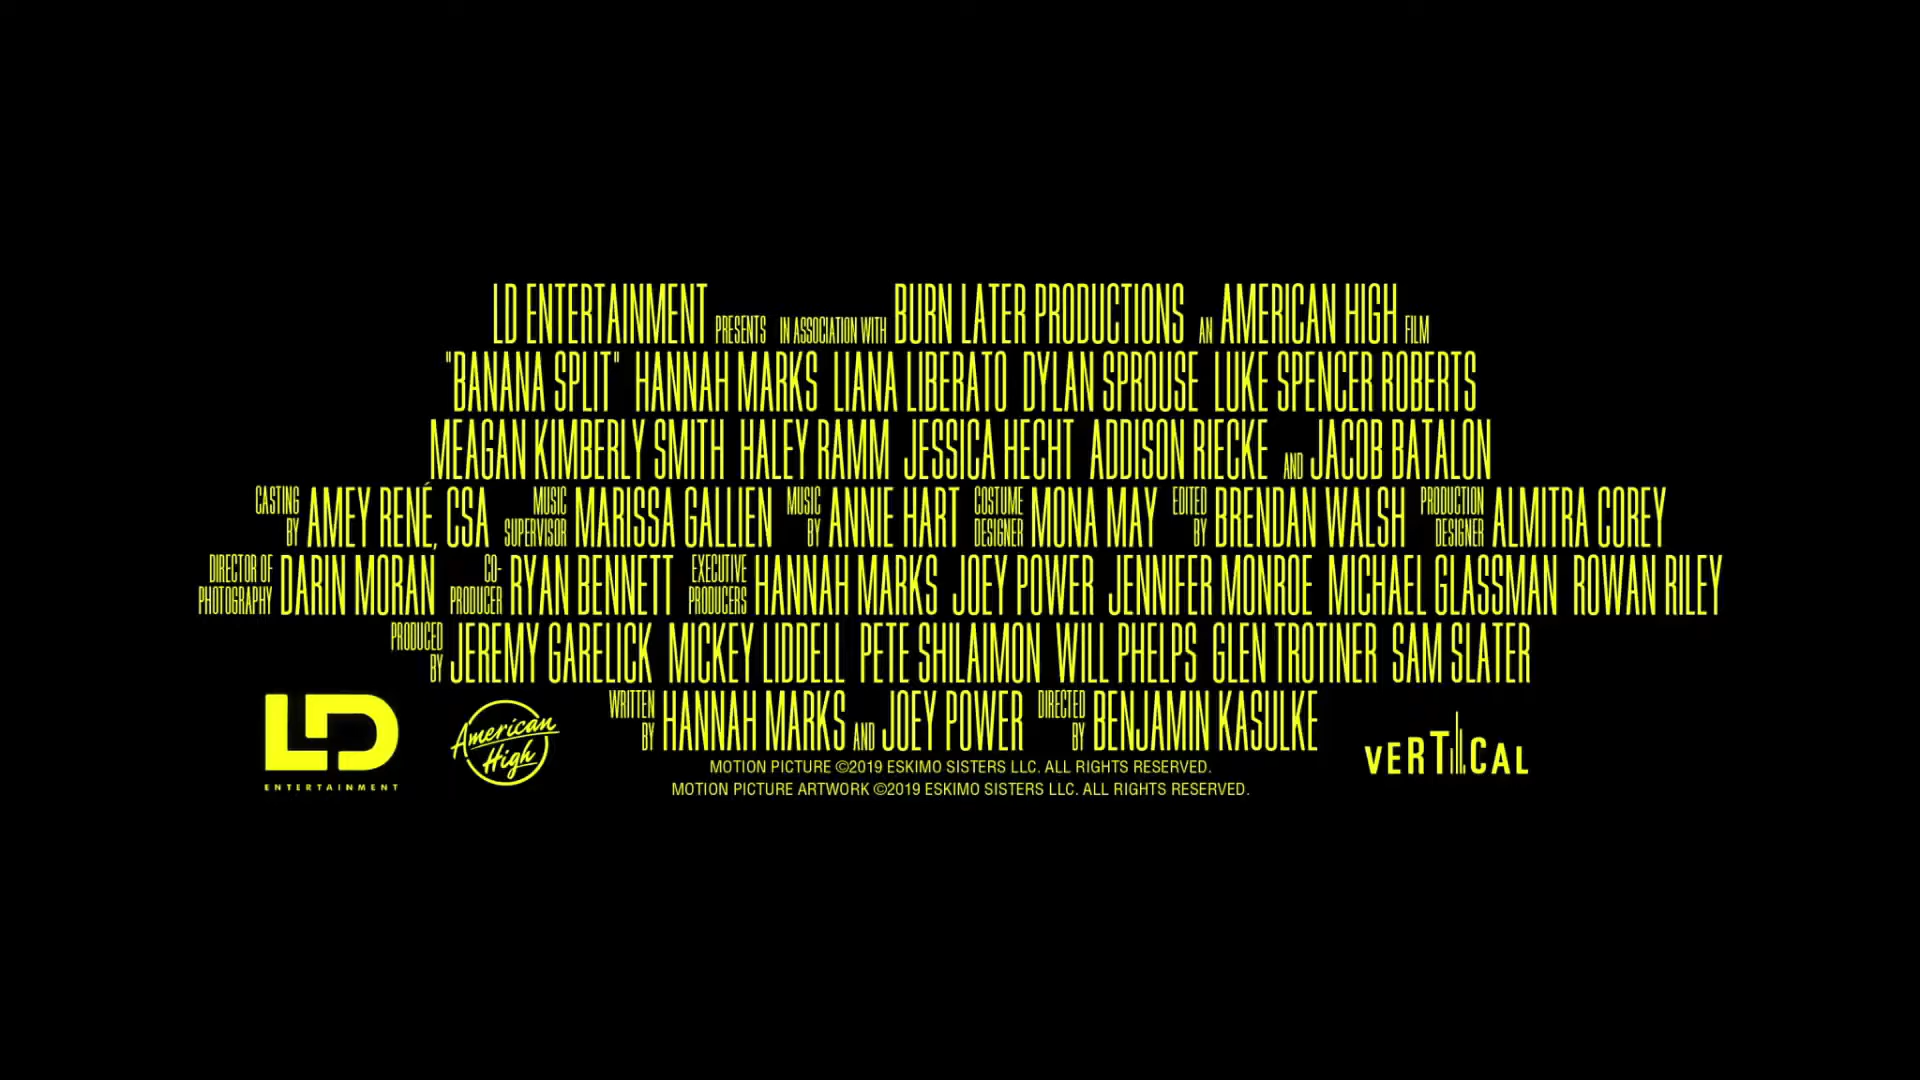 LD ENTERTAINMENT PRESENTS IN ASSOCIATION WITH BURN LATER PRODUCTIONS AN AMERICAN HIGH FILM
"BANANA SPLIT" HANNAH MARKS LIANA LIBERATO DYLAN SPROUSE LUKE SPENCER ROBERTS
MEAGAN KIMBERLY SMITH HALEY RAMM JESSICA HECHT ADDISON RIECKE AND JACOB BATALON
CASTING BY AMEY RENÉ, CSA MUSIC SUPERVISOR MARISSA GALLIEN MUSIC BY ANNIE HART COSTUME DESIGNER MONA MAY EDITED BY BRENDAN WALSH PRODUCTION DESIGNER ALMITRA COREY
DIRECTOR OF PHOTOGRAPHY DARIN MORAN CO-PRODUCER RYAN BENNETT EXECUTIVE PRODUCERS HANNAH MARKS JOEY POWER JENNIFER MONROE MICHAEL GLASSMAN ROWAN RILEY
PRODUCED BY JEREMY GARELICK MICKEY LIDDELL PETE SHILAIMON WILL PHELPS GLEN TROTINER SAM SLATER
WRITTEN BY HANNAH MARKS AND JOEY POWER DIRECTED BY BENJAMIN KASULKE
MOTION PICTURE ©2019 ESKIMO SISTERS LLC. ALL RIGHTS RESERVED.
MOTION PICTURE ARTWORK ©2019 ESKIMO SISTERS LLC. ALL RIGHTS RESERVED.
LD
ENTERTAINMENT
American
High
VERTICAL